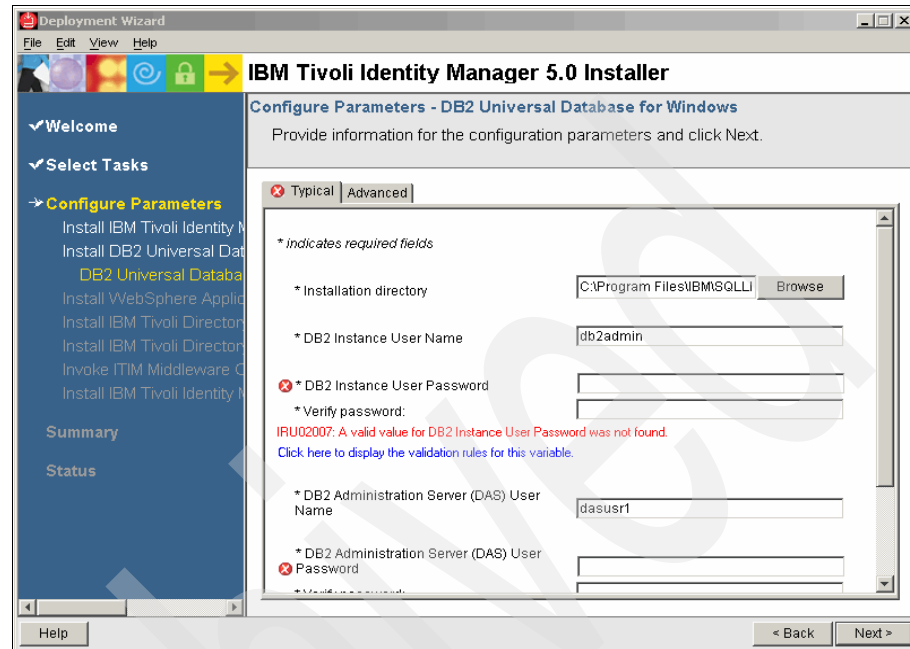 Deployment Wizard
File Edit View Help
IBM Tivoli Identity Manager 5.0 Installer
Welcome
Select Tasks
Configure Parameters
Install IBM Tivoli Identity M
Install DB2 Universal Dat
DB2 Universal Databa
Install WebSphere Applic
Install IBM Tivoli Director
Install IBM Tivoli Director
Invoke ITIM Middleware C
Install IBM Tivoli Identity M
Summary
Status
Configure Parameters - DB2 Universal Database for Windows
Provide information for the configuration parameters and click Next.
Typical Advanced
* indicates required fields
* Installation directory C:\Program Files\IBM\SQLLI Browse
* DB2 Instance User Name db2admin
* DB2 Instance User Password
* Verify password:
IRU02007: A valid value for DB2 Instance User Password was not found.
Click here to display the validation rules for this variable.
* DB2 Administration Server (DAS) User
Name dasusr1
* DB2 Administration Server (DAS) User
Password
Help < Back Next >